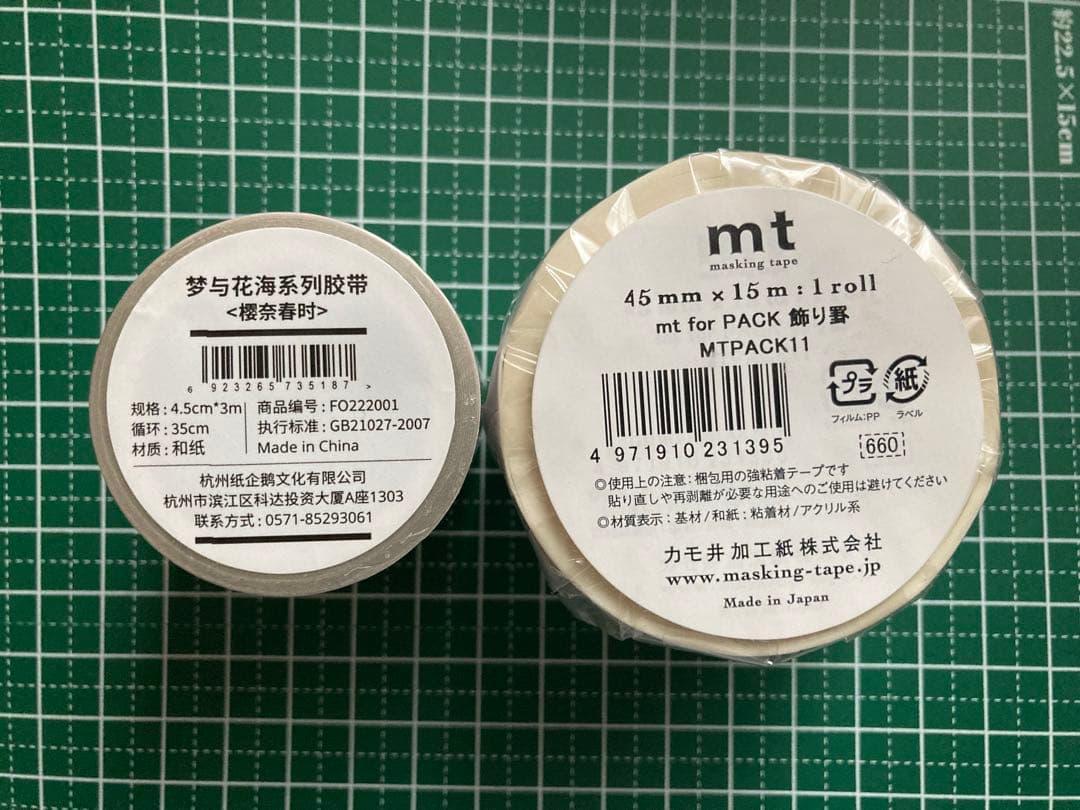 梦与花海系列胶带
<樱奈春时>
6 923265 735187 >
规格：4.5cm*3m
循环：35cm
材质：和纸
商品编号：FO222001
执行标准：GB21027-2007
Made in China
杭州纸企鹅文化有限公司
杭州市滨江区科达投资大厦A座1303
联系方式：0571-85293061
mt
masking tape
45mm×15m：1roll
mt for PACK 飾り罫
MTPACK11
プラ
フィルム：PP
紙
ラベル
4 971910 231395
660
◎使用上の注意：梱包用の強粘着テープです
貼り直しや再剥離が必要な用途へのご使用は避けてください
◎材質表示：基材/和紙：粘着材/アクリル系
カモ井加工紙株式会社
www.masking-tape.jp
Made in Japan
約22.5×15cm